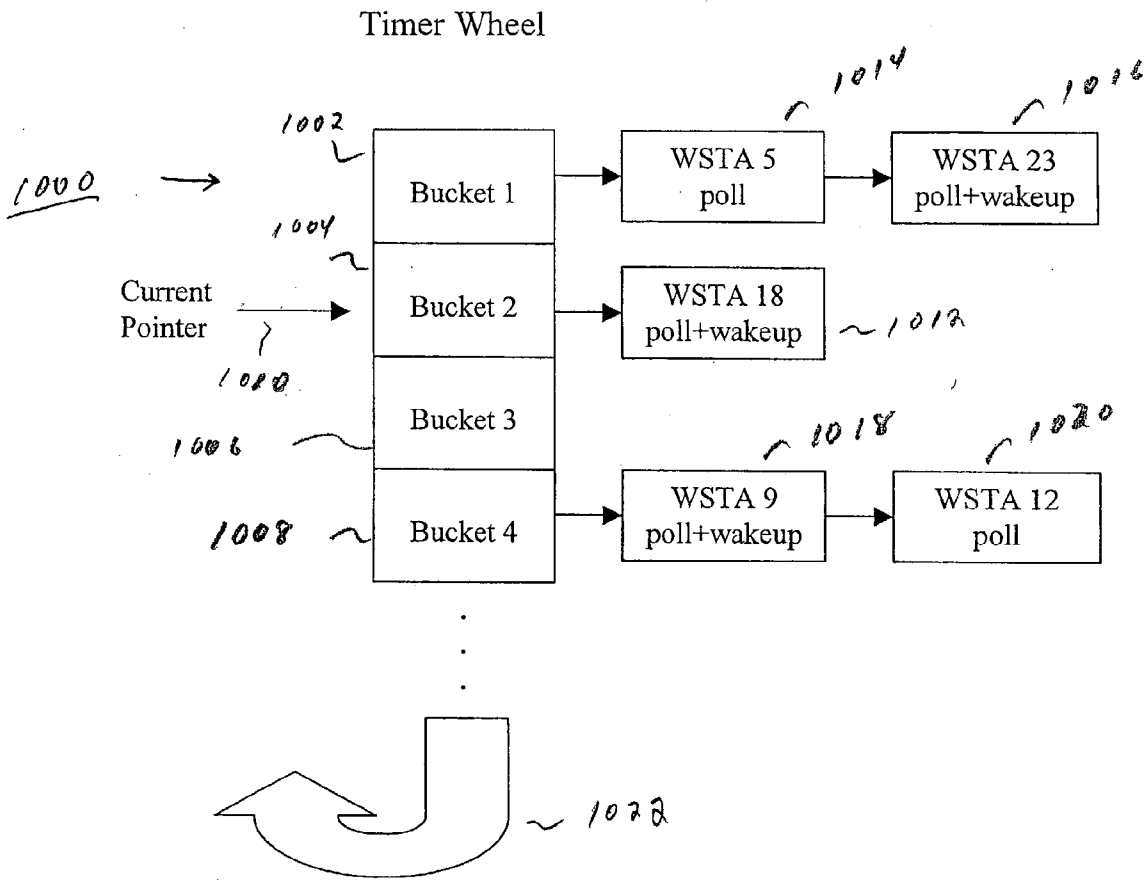 Timer Wheel
1014
1016
1002
1000
Bucket 1
WSTA 5
poll
WSTA 23
poll+wakeup
1004
Current
Pointer
Bucket 2
WSTA 18
poll+wakeup
1012
1080
Bucket 3
1006
1018
1020
1008
Bucket 4
WSTA 9
poll+wakeup
WSTA 12
poll
.
.
.
1022